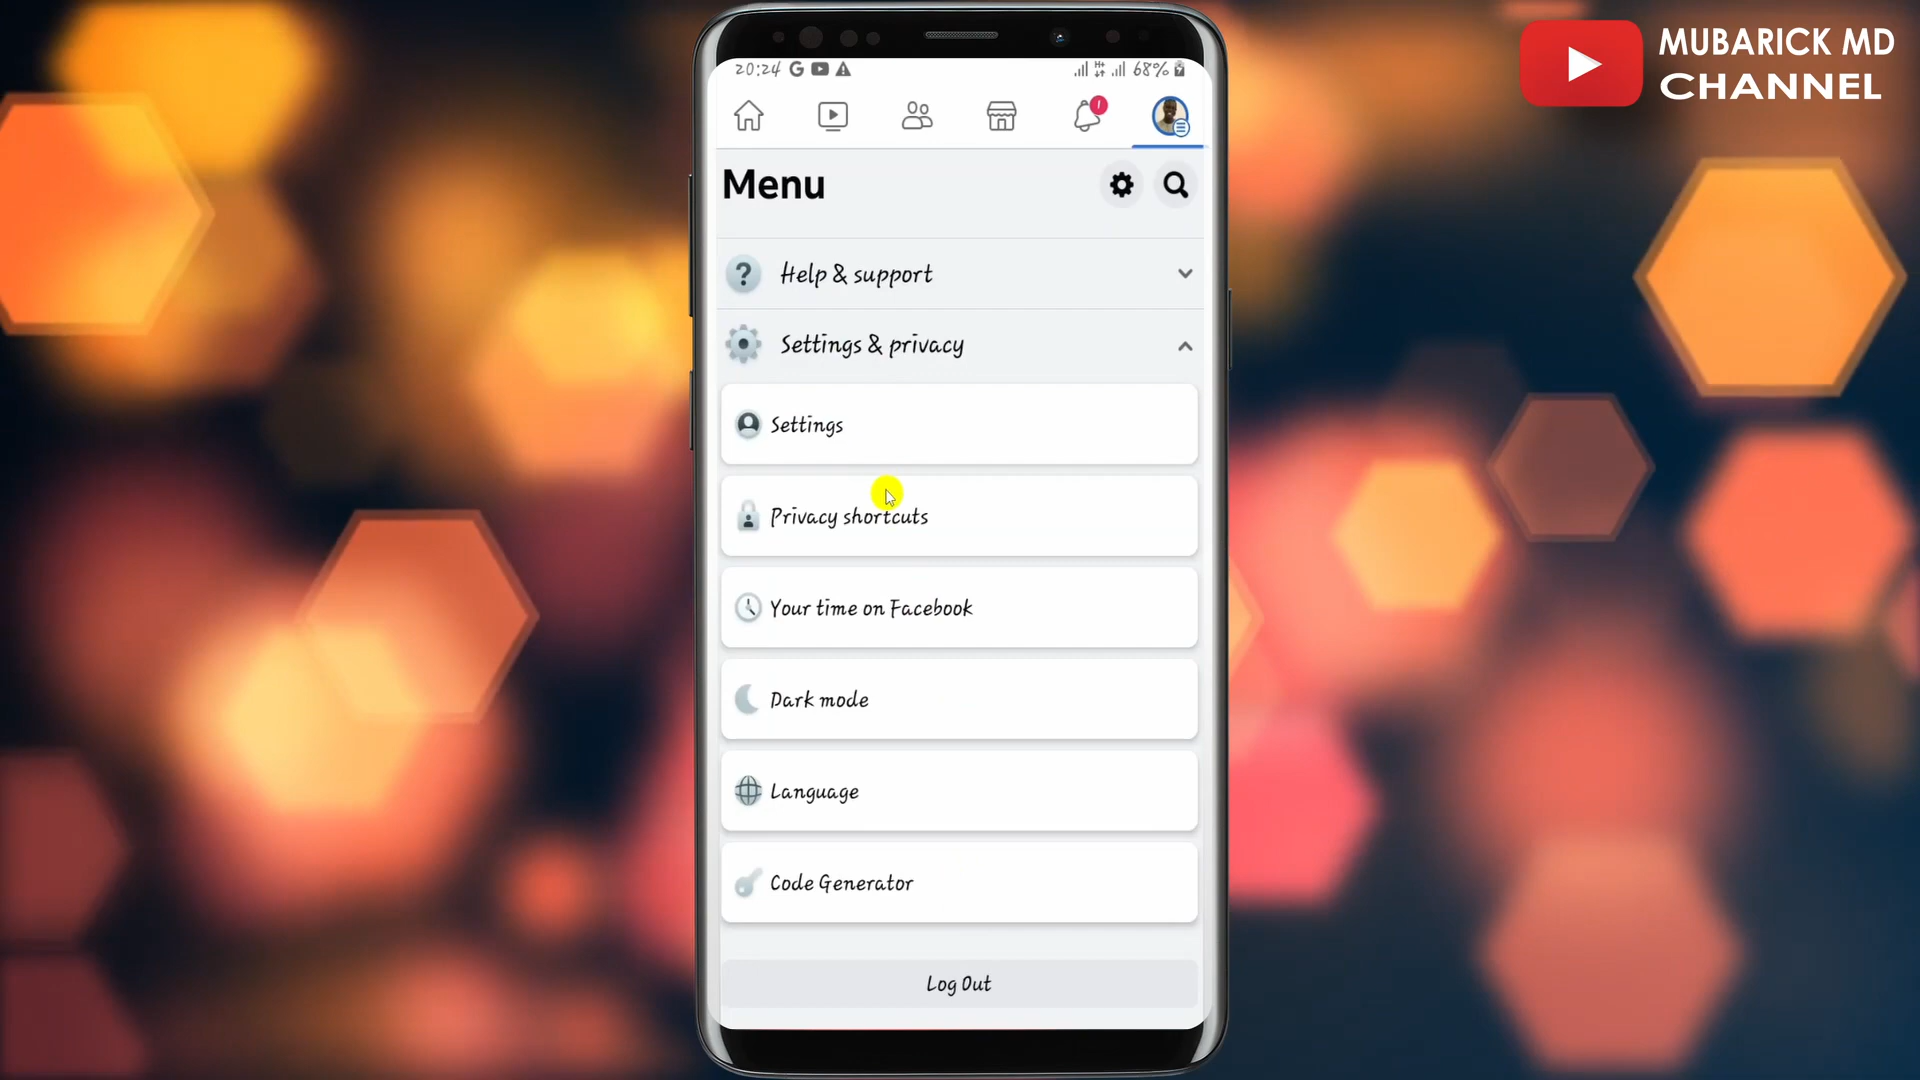 MUBARICK MD
CHANNEL
20:24
68%
Menu
Help & support
Settings & privacy
Settings
Privacy shortcuts
Your time on Facebook
Dark mode
Language
Code Generator
Log Out